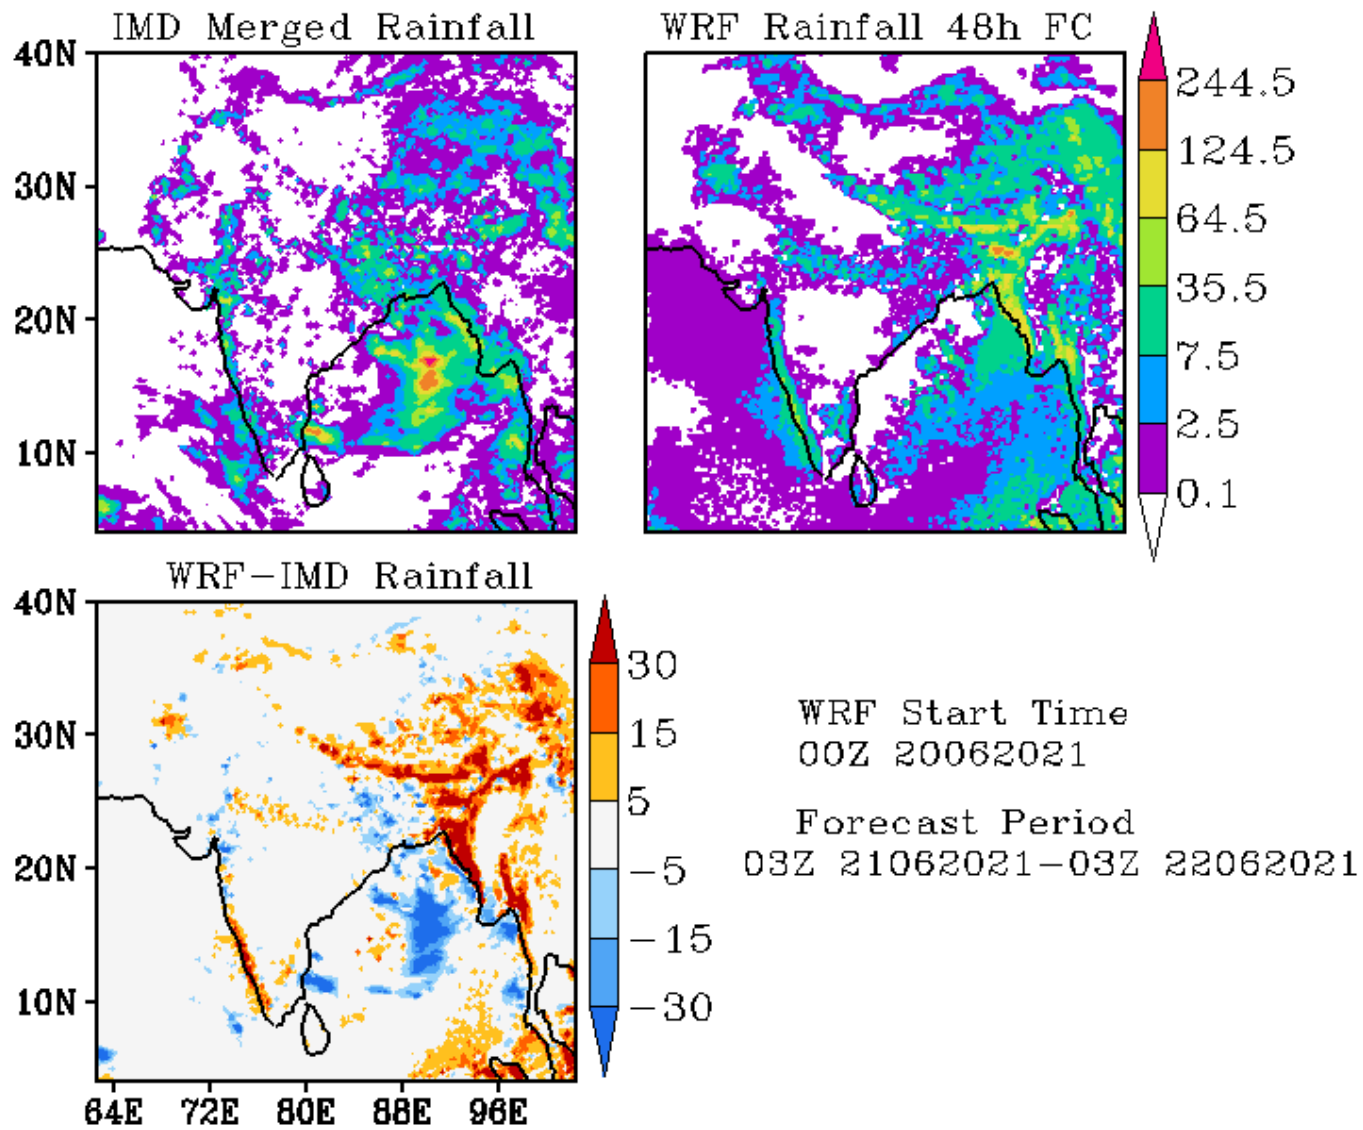 IMD Merged Rainfall
WRF Rainfall 48h FC
40N
30N
20N
10N
244.5
124.5
64.5
35.5
7.5
2.5
0.1
WRF-IMD Rainfall
40N
30N
20N
10N
64E 72E 80E 88E 96E
30
15
5
-5
-15
-30
WRF Start Time
00Z 20062021
Forecast Period
03Z 21062021-03Z 22062021